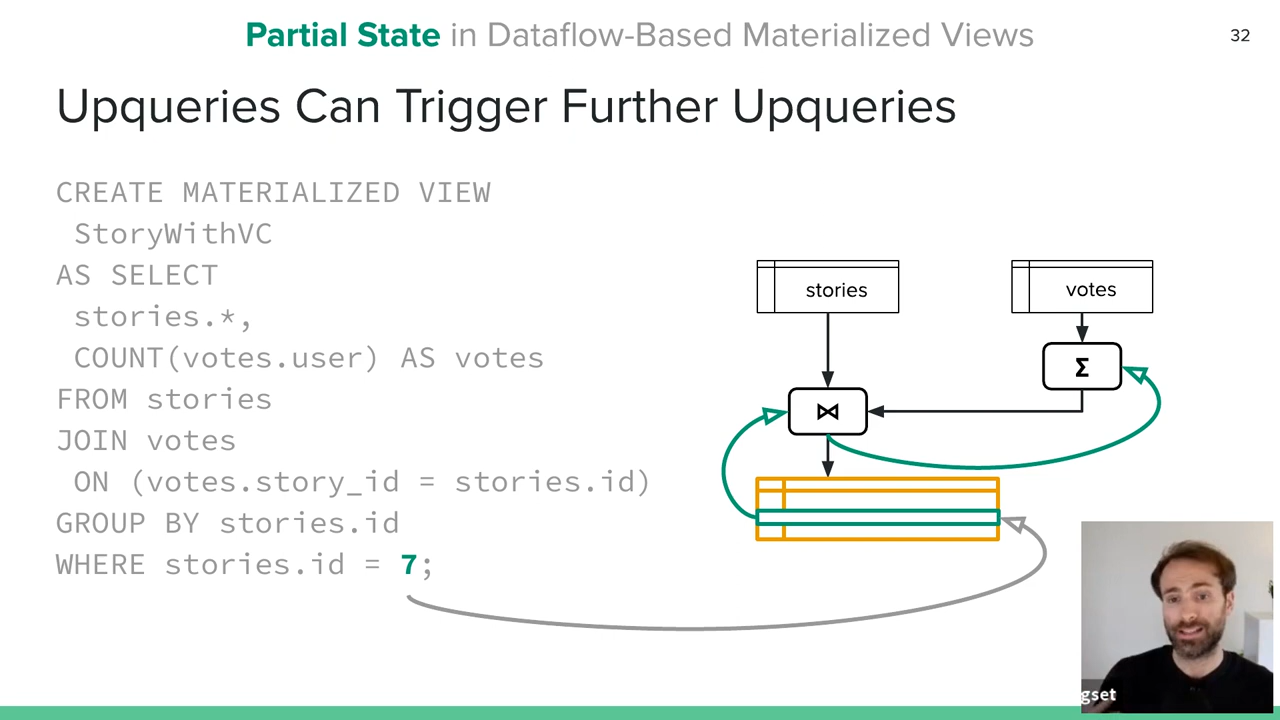 Partial State in Dataflow-Based Materialized Views
32
Upqueries Can Trigger Further Upqueries
CREATE MATERIALIZED VIEW
StoryWithVC
AS SELECT
stories.*,
COUNT(votes.user) AS votes
FROM stories
JOIN votes
ON (votes.story_id = stories.id)
GROUP BY stories.id
WHERE stories.id = 7;
stories
votes
Σ
⋈
gset